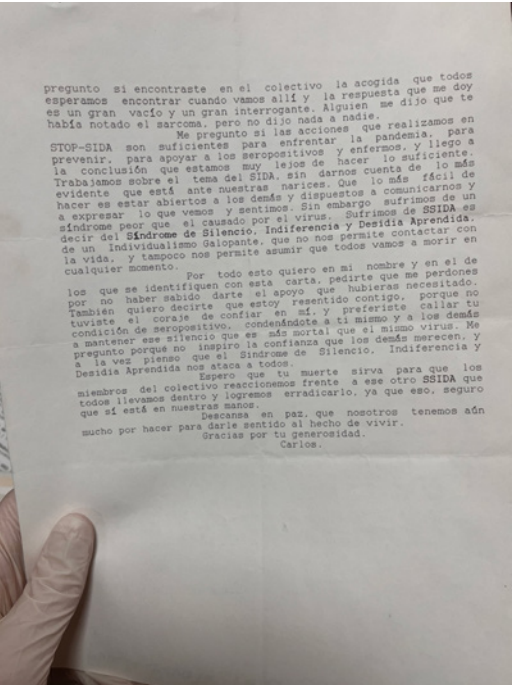 pregunto si encontraste en el colectivo la acogida que todos
esperamos encontrar cuando vamos allí y la respuesta que me doy
es un gran vacío y un gran interrogante. Alguien me dijo que te
había notado el sarcoma, pero no dijo nada a nadie.
Me pregunto si las acciones que realizamos en
STOP-SIDA son suficientes para enfrentar la pandemia, para
prevenir, para apoyar a los seropositivos y enfermos, y llego a
la conclusión que estamos muy lejos de hacer lo suficiente.
Trabajamos sobre el tema del SIDA, sin darnos cuenta de lo más
evidente que está ante nuestras narices. Que lo más fácil de
hacer es estar abiertos a los demás y dispuestos a comunicarnos y
a expresar lo que vemos y sentimos. Sin embargo sufrimos de un
síndrome peor que el causado por el virus. Sufrimos de SSIDA es
decir del Síndrome de Silencio, Indiferencia y Desidia Aprendida,
de un Individualismo Galopante, que no nos permite contactar con
la vida, y tampoco nos permite asumir que todos vamos a morir en
cualquier momento.
Por todo esto quiero en mi nombre y en el de
los que se identifiquen con esta carta, pedirte que me perdones
por no haber sabido darte el apoyo que hubieras necesitado.
También quiero decirte que estoy resentido contigo, porque no
tuviste el coraje de confiar en mí, y preferiste callar tu
condición de seropositivo, condenándote a ti mismo y a los demás
a mantener ese silencio que es más mortal que el mismo virus. Me
pregunto porqué no inspiro la confianza que los demás merecen, y
a la vez pienso que el Síndrome de Silencio, Indiferencia y
Desidia Aprendida nos ataca a todos.
Espero que tu muerte sirva para que los
miembros del colectivo reaccionemos frente a ese otro SSIDA que
todos llevamos dentro y logremos erradicarlo, ya que eso, seguro
que sí está en nuestras manos.
Descansa en paz, que nosotros tenemos aún
mucho por hacer para darle sentido al hecho de vivir.
Gracias por tu generosidad.
Carlos.